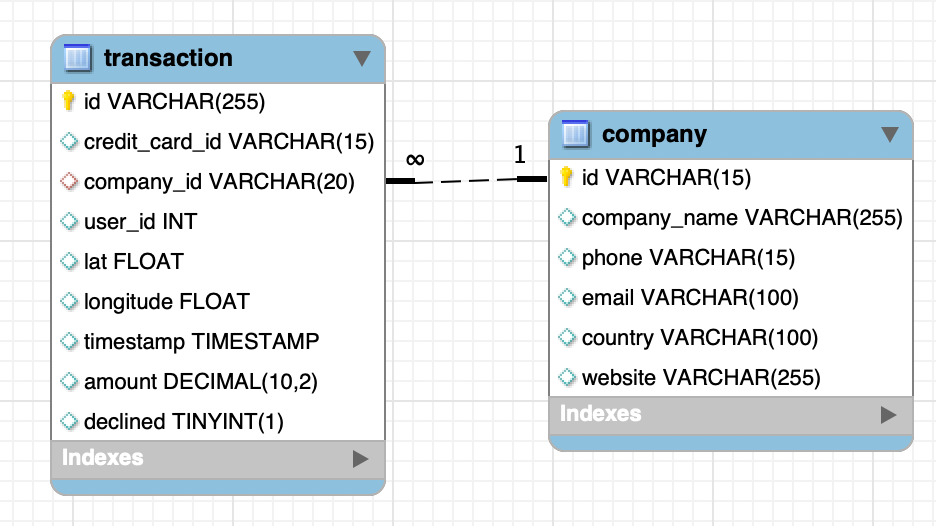 transaction
id VARCHAR(255)
credit_card_id VARCHAR(15)
company_id VARCHAR(20)
user_id INT
lat FLOAT
longitude FLOAT
timestamp TIMESTAMP
amount DECIMAL(10,2)
declined TINYINT(1)
Indexes
∞
1
company
id VARCHAR(15)
company_name VARCHAR(255)
phone VARCHAR(15)
email VARCHAR(100)
country VARCHAR(100)
website VARCHAR(255)
Indexes